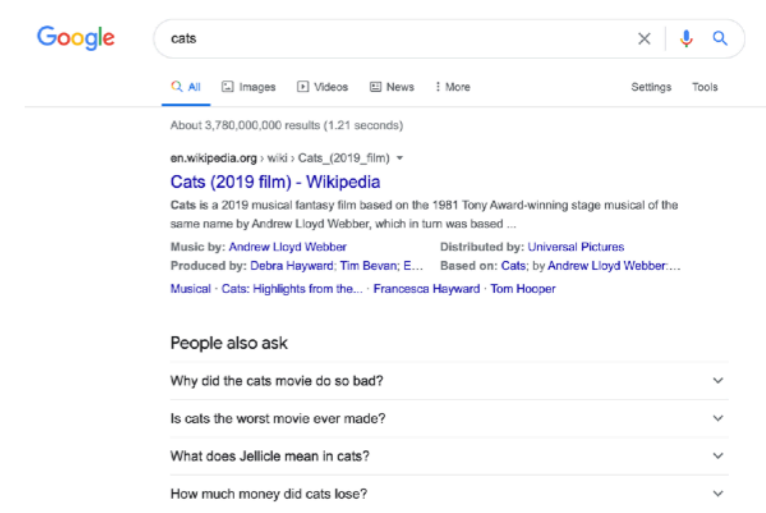 Google
cats
All Images Videos News More Settings Tools
About 3,780,000,000 results (1.21 seconds)
en.wikipedia.org › wiki › Cats_(2019_film)
Cats (2019 film) - Wikipedia
Cats is a 2019 musical fantasy film based on the 1981 Tony Award-winning stage musical of the
same name by Andrew Lloyd Webber, which in turn was based ...
Music by: Andrew Lloyd Webber Distributed by: Universal Pictures
Produced by: Debra Hayward; Tim Bevan; E... Based on: Cats; by Andrew Lloyd Webber:...
Musical · Cats: Highlights from the... · Francesca Hayward · Tom Hooper
People also ask
Why did the cats movie do so bad?
Is cats the worst movie ever made?
What does Jellicle mean in cats?
How much money did cats lose?